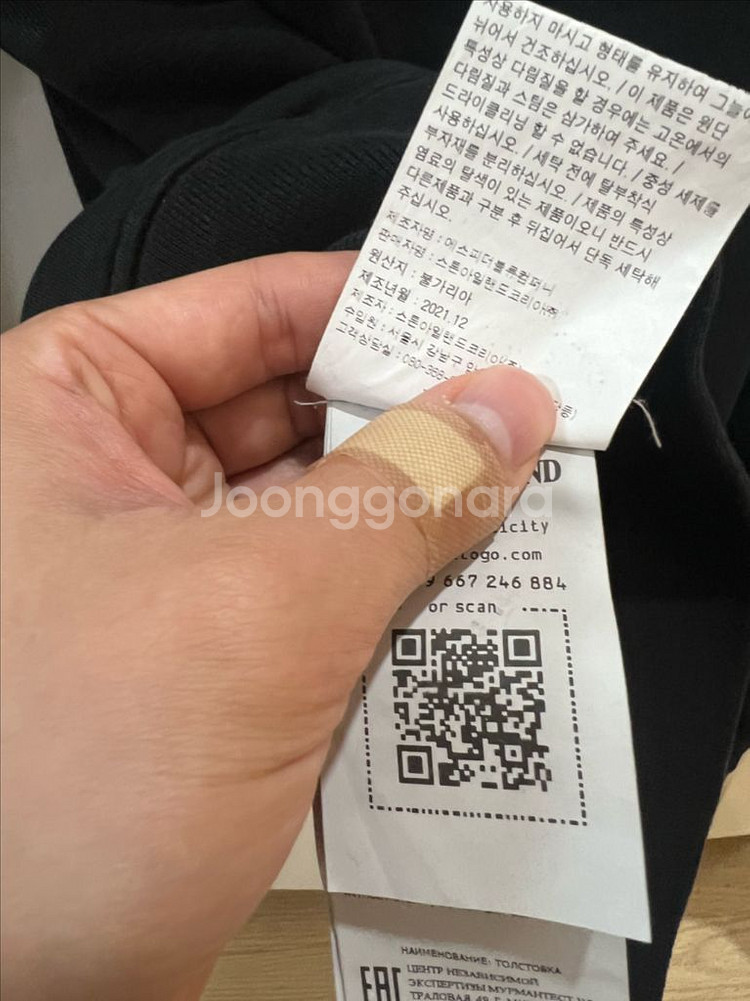 사용하지 마시고 형태를 유지하여 그늘에
뉘어서 건조하십시오. / 이 제품은 원단
특성상 다림질을 할 경우에는 고온에서의
다림질과 스팀은 삼가하여 주세요. /
드라이클리닝 할 수 없습니다. / 중성 세제를
사용하십시오. / 세탁 전에 탈부착식
부자재를 분리하십시오. / 제품의 특성상
염료의 탈색이 있는 제품이오니 반드시
다른제품과 구분 후 뒤집어서 단독 세탁해
주십시오.
제조자명 : 에스피더블류컴퍼니
판매자명 : 스톤아일랜드코리아㈜
원산지 : 불가리아
제조년월 : 2021.12
제조자 : 스톤아일랜드코리아(주)
수입원 : 서울시 강남구
고객상담실 : 080-366-
ND
icity
logo.com
9 667 246 884
or scan
Joonggonara
НАИМЕНОВАНИЕ: ТОЛСТОВКА
EAC
ЦЕНТР НЕЗАВИСИМОЙ
ЭКСПЕРТИЗЫ МУРМАНТЕСТ
ТРАЛОВАЯ